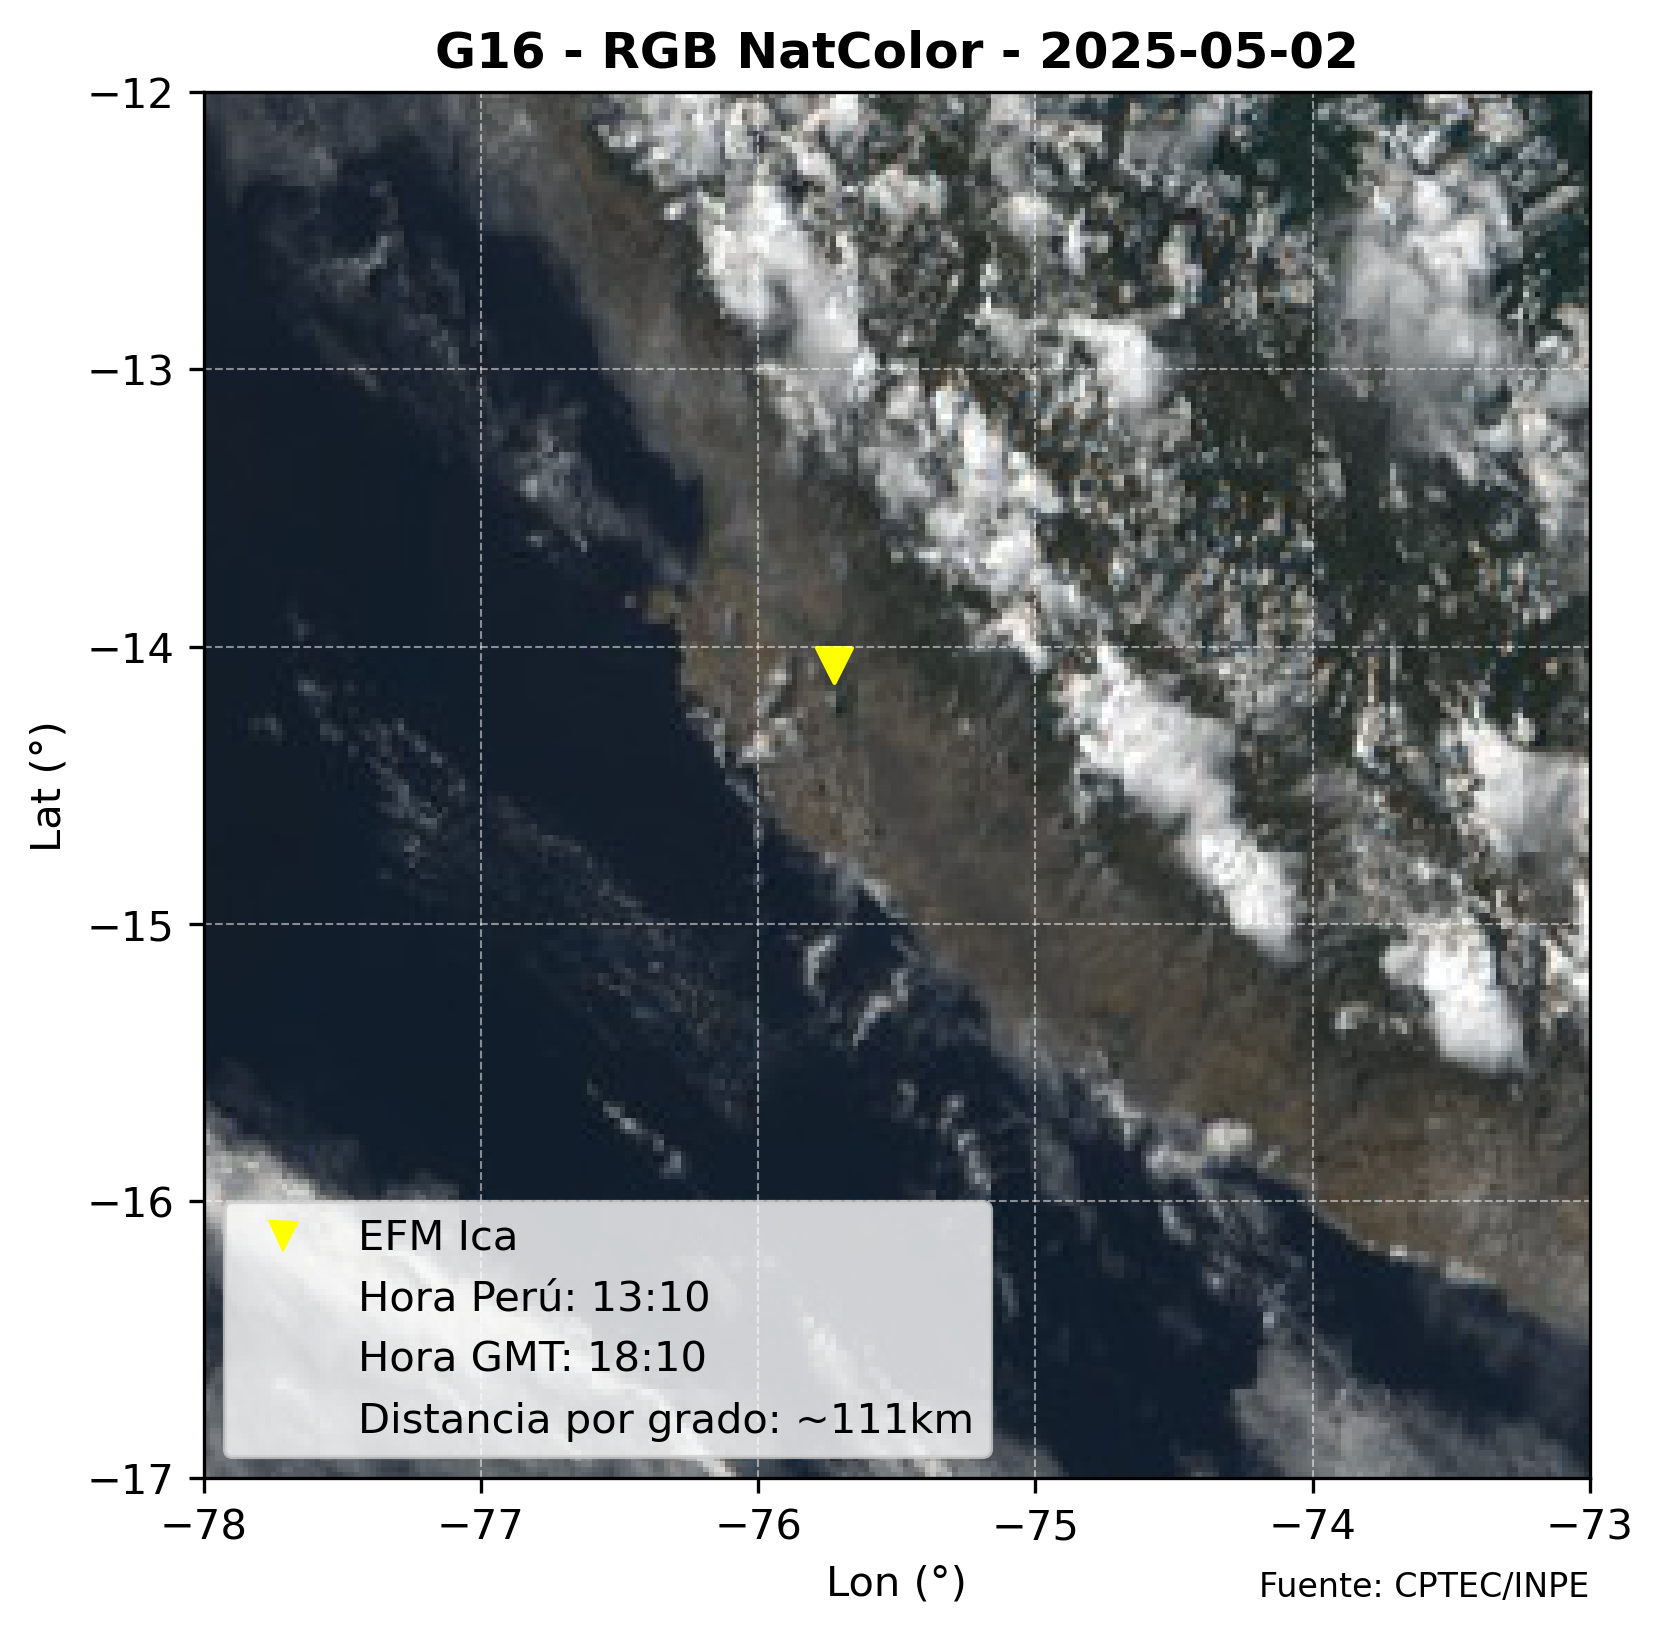 G16 - RGB NatColor - 2025-05-02
−12
−13
−14
−15
−16
−17
Lat (°)
EFM Ica
Hora Perú: 13:10
Hora GMT: 18:10
Distancia por grado: ~111km
−78 −77 −76 −75 −74 −73
Lon (°)
Fuente: CPTEC/INPE